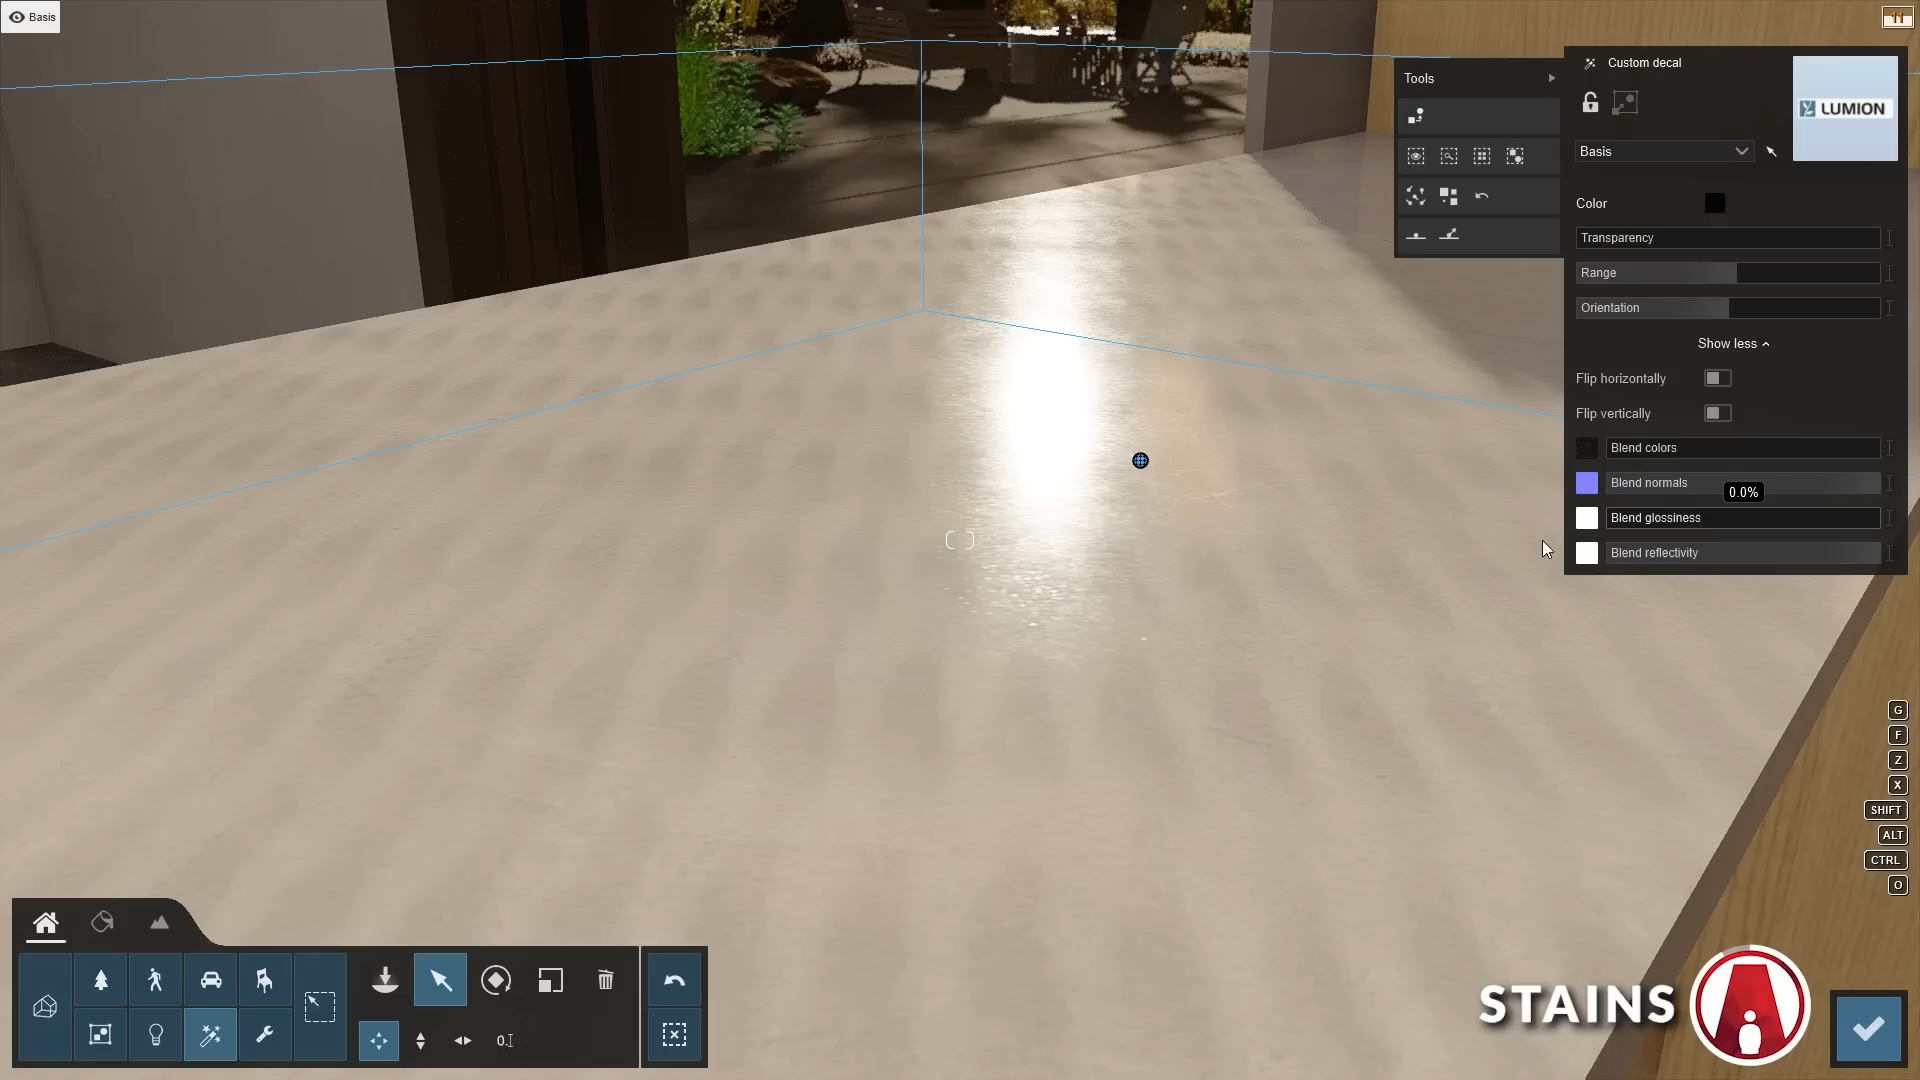 Basis
11
Tools
Custom decal
LUMION
Basis
Color
Transparency
Range
Orientation
Show less
Flip horizontally
Flip vertically
Blend colors
Blend normals
0.0%
Blend glossiness
Blend reflectivity
G
F
Z
X
SHIFT
ALT
CTRL
O
0.
STAINS